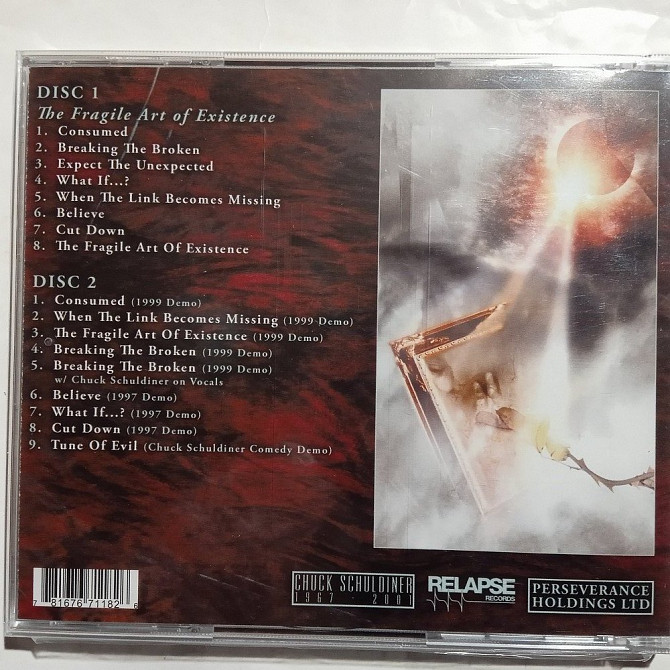 DISC 1
The Fragile Art of Existence
1. Consumed
2. Breaking The Broken
3. Expect The Unexpected
4. What If...?
5. When The Link Becomes Missing
6. Believe
7. Cut Down
8. The Fragile Art Of Existence
DISC 2
1. Consumed (1999 Demo)
2. When The Link Becomes Missing (1999 Demo)
3. The Fragile Art Of Existence (1999 Demo)
4. Breaking The Broken (1999 Demo)
5. Breaking The Broken (1999 Demo)
w/ Chuck Schuldiner on Vocals
6. Believe (1997 Demo)
7. What If...? (1997 Demo)
8. Cut Down (1997 Demo)
9. Tune Of Evil (Chuck Schuldiner Comedy Demo)
7 81676 71182 6
CHUCK SCHULDINER
1967 2001
RELAPSE
RECORDS
PERSEVERANCE
HOLDINGS LTD